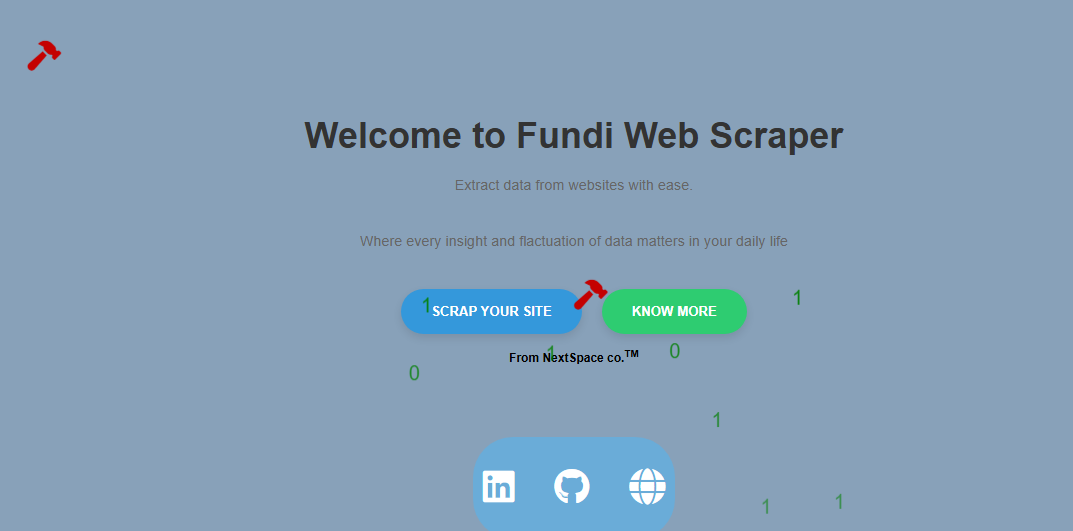 Welcome to Fundi Web Scraper
Extract data from websites with ease.
Where every insight and flactuation of data matters in your daily life
1 SCRAP YOUR SITE
KNOW MORE
1
From NextSpace co.TM
1
0
0
1
in
1
1